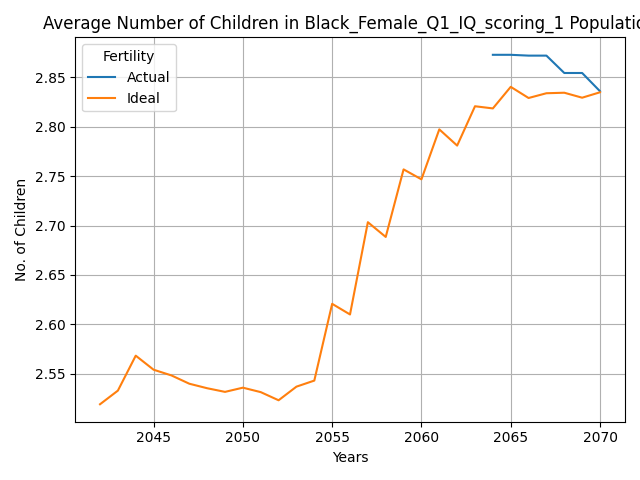 Average Number of Children in Black_Female_Q1_IQ_scoring_1 Populatio
Fertility
Actual
Ideal
2.85
2.80
2.75
2.70
2.65
2.60
2.55
No. of Children
2045 2050 2055 2060 2065 2070
Years